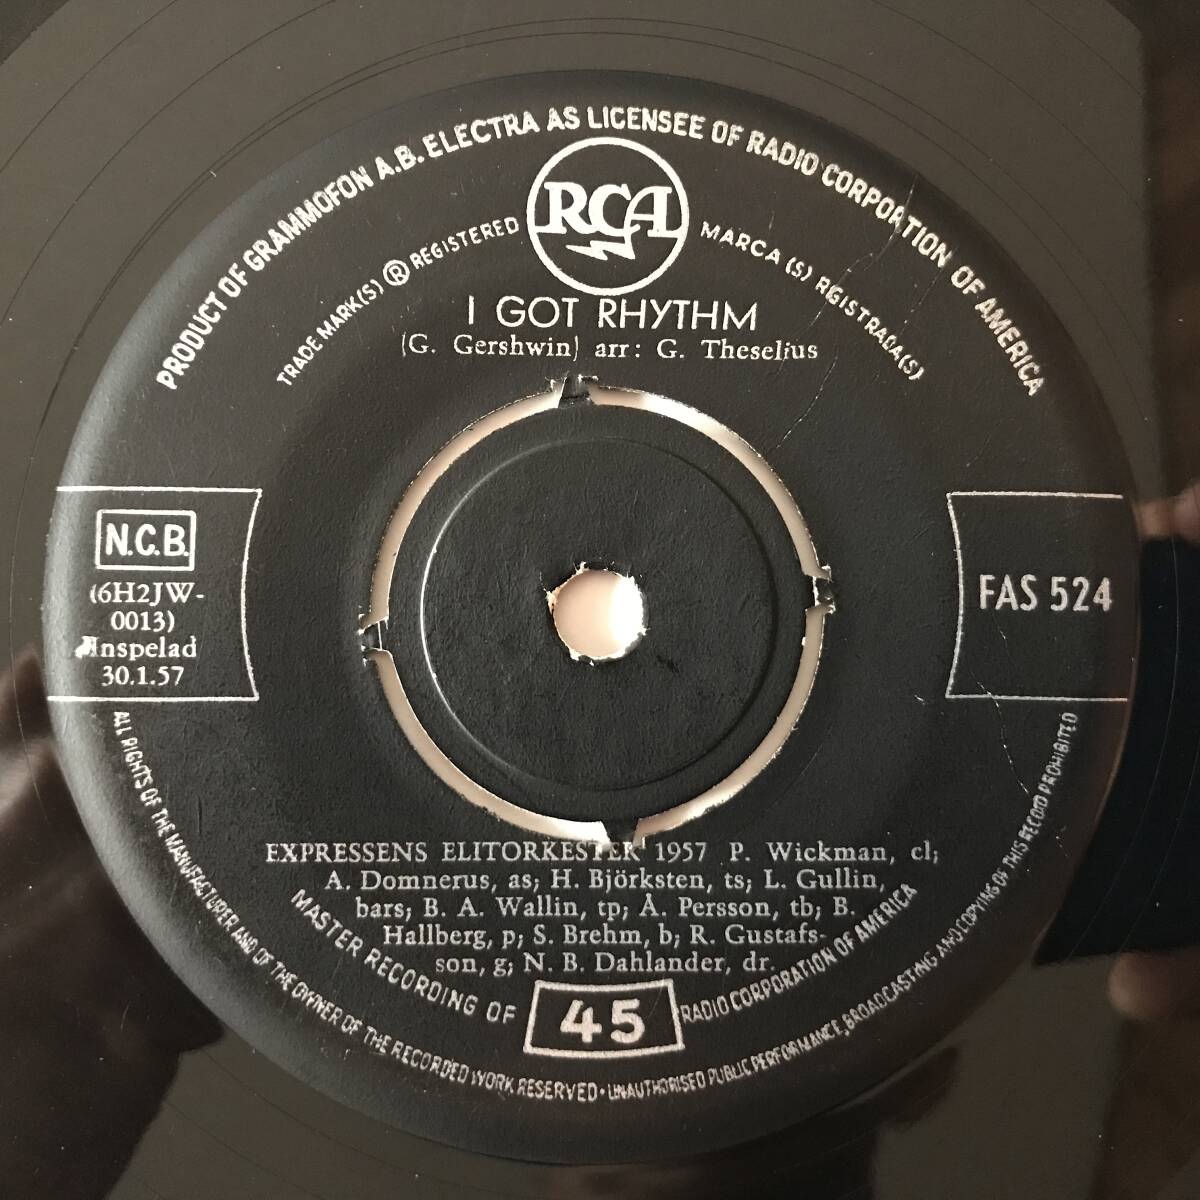 PRODUCT OF GRAMMOFON A.B. ELECTRA AS LICENSEE OF RADIO CORPORATION OF AMERICA
RCA
TRADE MARK(S) ® REGISTERED
MARCA(S) RGISTRADA(S)
I GOT RHYTHM
(G. Gershwin) arr: G. Theselius
N.C.B.
(6H2JW-
0013)
Inspelad
30.1.57
FAS 524
EXPRESSENS ELITORKESTER 1957 P. Wickman, cl;
A. Domnerus, as; H. Björksten, ts; L. Gullin,
bars; B. A. Wallin, tp; Å. Persson, tb; B.
Hallberg, p; S. Brehm, b; R. Gustafs-
son, g; N. B. Dahlander, dr.
MASTER RECORDING OF
45
RADIO CORPORATION OF AMERICA
ALL RIGHTS OF THE MANUFACTURER AND OF THE OWNER OF THE RECORDED WORK RESERVED • UNAUTHORISED PUBLIC PERFORMANCE, BROADCASTING AND COPYING OF THIS RECORD PROHIBITED